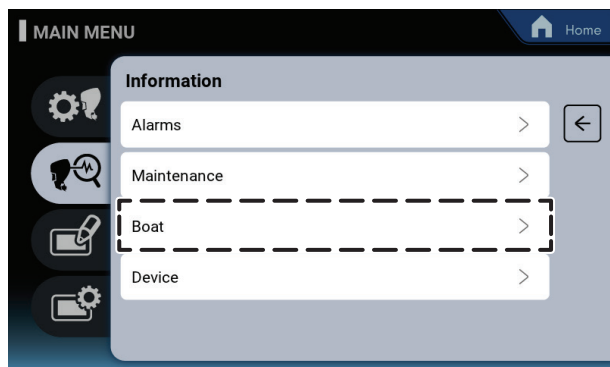 MAIN MENU
Home
Information
Alarms
Maintenance
Boat
Device